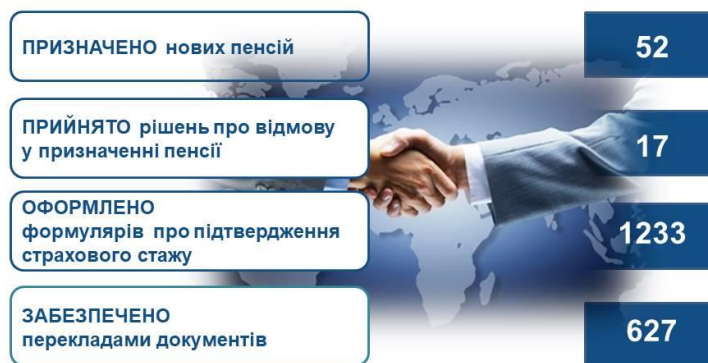 ПРИЗНАЧЕНО нових пенсій
52
ПРИЙНЯТО рішень про відмову
у призначенні пенсії
17
ОФОРМЛЕНО
формулярів про підтвердження
страхового стажу
1233
ЗАБЕЗПЕЧЕНО
перекладами документів
627